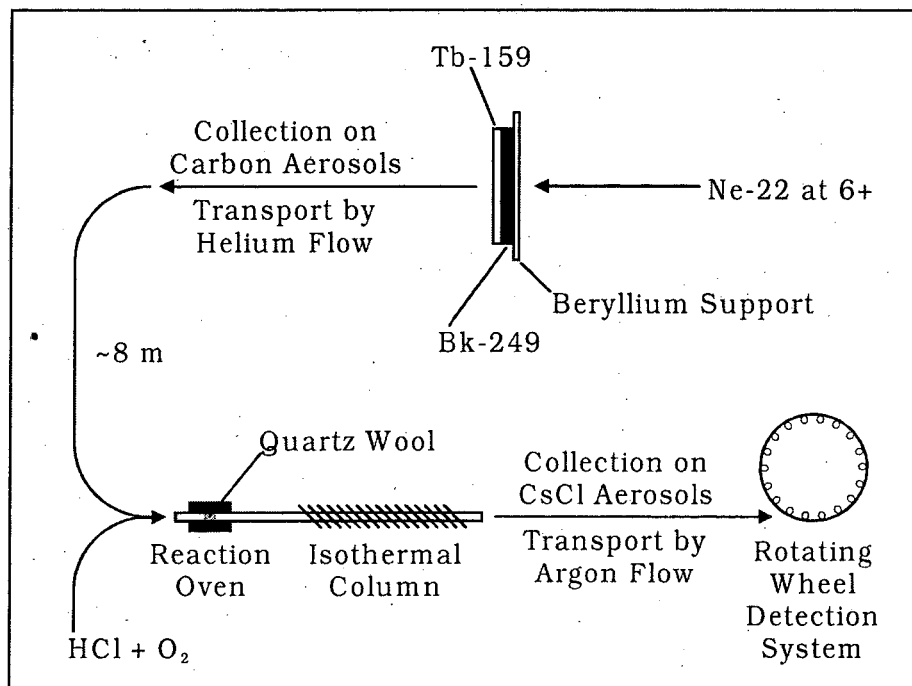 Tb-159
Collection on
Carbon Aerosols
Transport by
Helium Flow
Ne-22 at 6+
Beryllium Support
Bk-249
~8 m
Quartz Wool
Collection on
CsCl Aerosols
Transport by
Argon Flow
Reaction
Oven
Isothermal
Column
Rotating
Wheel
Detection
System
HCl + O₂